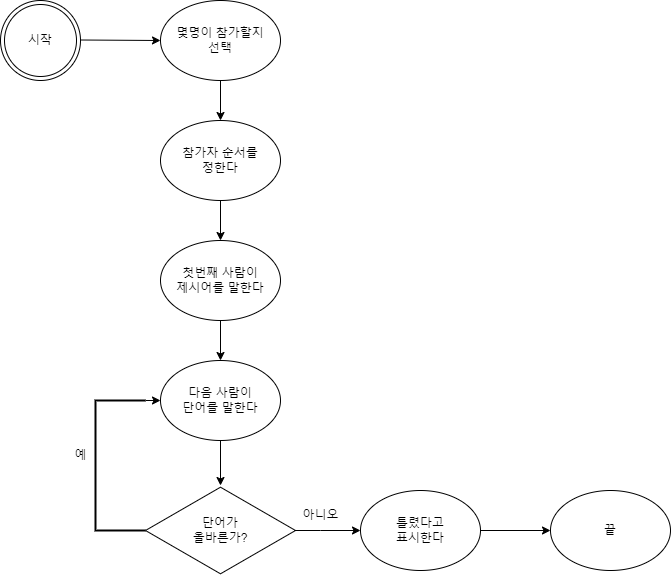 시작
몇명이 참가할지
선택
참가자 순서를
정한다
첫번째 사람이
제시어를 말한다
다음 사람이
단어를 말한다
예
단어가
올바른가?
아니오
틀렸다고
표시한다
끝